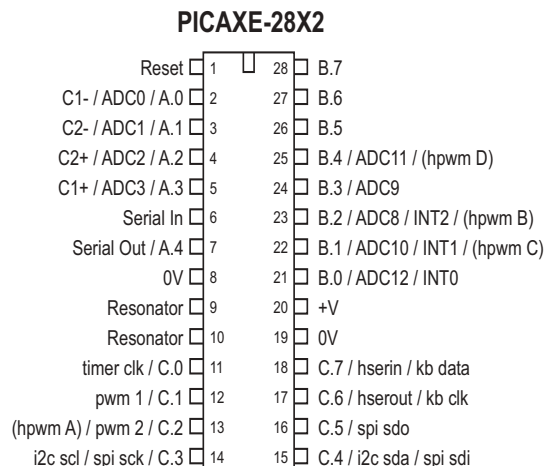 PICAXE-28X2
Reset 1 28 B.7
C1- / ADC0 / A.0 2 27 B.6
C2- / ADC1 / A.1 3 26 B.5
C2+ / ADC2 / A.2 4 25 B.4 / ADC11 / (hpwm D)
C1+ / ADC3 / A.3 5 24 B.3 / ADC9
Serial In 6 23 B.2 / ADC8 / INT2 / (hpwm B)
Serial Out / A.4 7 22 B.1 / ADC10 / INT1 / (hpwm C)
0V 8 21 B.0 / ADC12 / INT0
Resonator 9 20 +V
Resonator 10 19 0V
timer clk / C.0 11 18 C.7 / hserin / kb data
pwm 1 / C.1 12 17 C.6 / hserout / kb clk
(hpwm A) / pwm 2 / C.2 13 16 C.5 / spi sdo
i2c scl / spi sck / C.3 14 15 C.4 / i2c sda / spi sdi